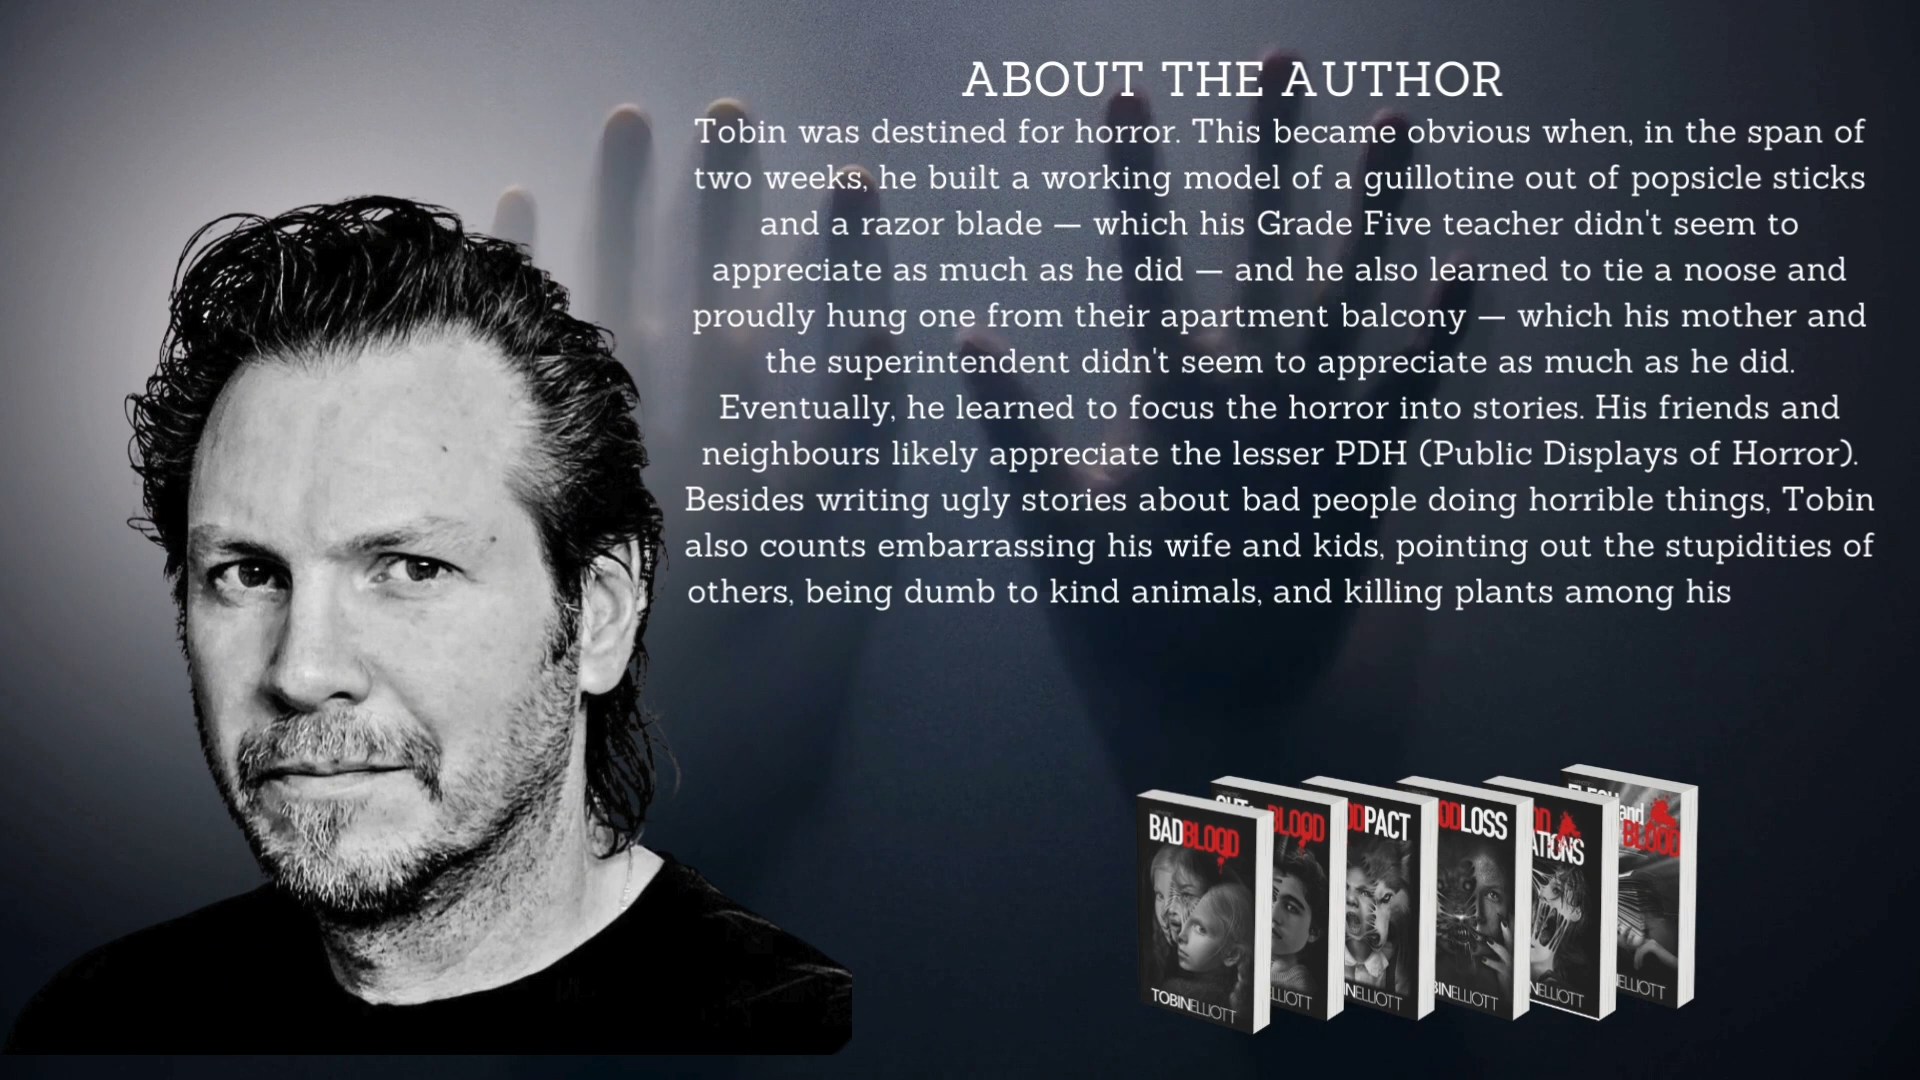 ABOUT THE AUTHOR
Tobin was destined for horror. This became obvious when, in the span of
two weeks, he built a working model of a guillotine out of popsicle sticks
and a razor blade — which his Grade Five teacher didn't seem to
appreciate as much as he did — and he also learned to tie a noose and
proudly hung one from their apartment balcony — which his mother and
the superintendent didn't seem to appreciate as much as he did.
Eventually, he learned to focus the horror into stories. His friends and
neighbours likely appreciate the lesser PDH (Public Displays of Horror).
Besides writing ugly stories about bad people doing horrible things, Tobin
also counts embarrassing his wife and kids, pointing out the stupidities of
others, being dumb to kind animals, and killing plants among his
BADBLOOD
TOBINELLIOTT
BLOOD
ELLIOTT
PACT
ELLIOTT
LOSS
ELLIOTT
ATIONS
ELLIOTT
and
BLOOD
ELLIOTT